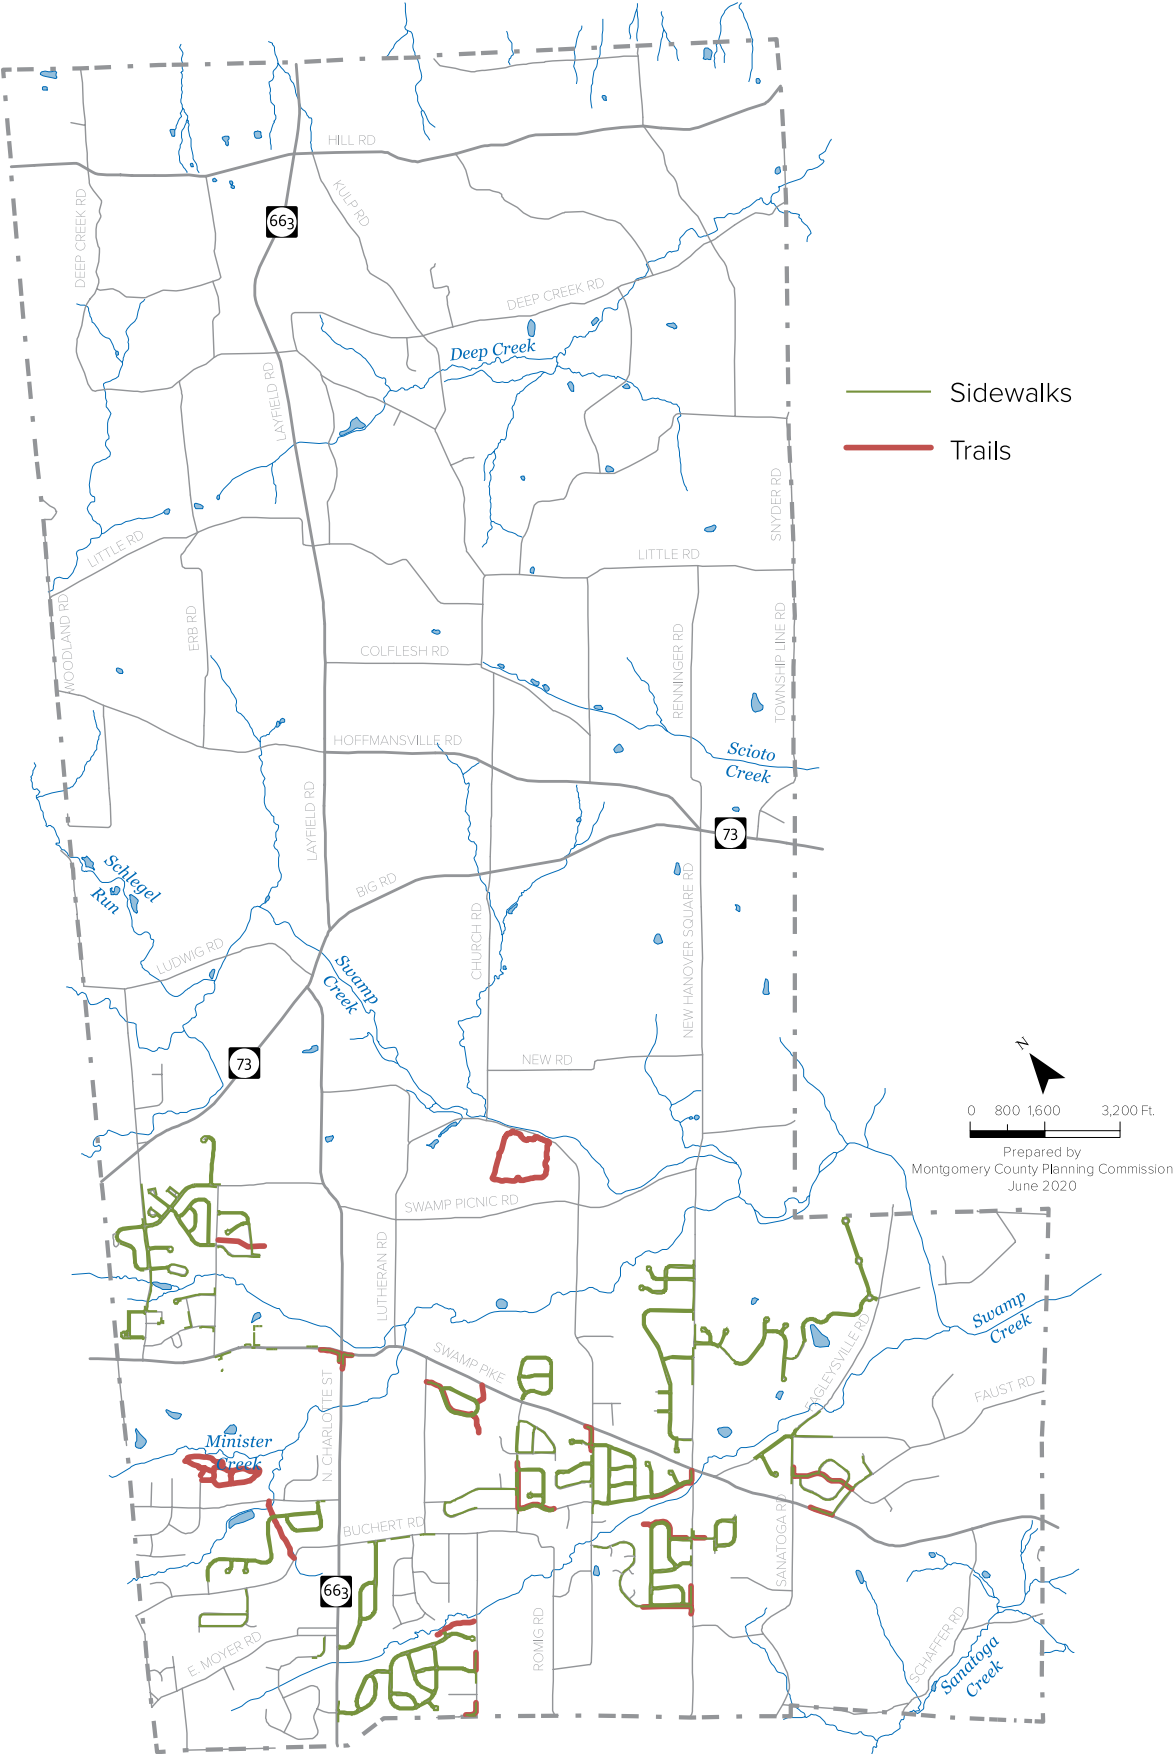 HILL RD
KULP RD
DEEP CREEK RD
663
DEEP CREEK RD
Deep Creek
LAYFIELD RD
Sidewalks
Trails
SNYDER RD
LITTLE RD
LITTLE RD
WOODLAND RD
ERB RD
COLFLESH RD
RENNINGER RD
TOWNSHIP LINE RD
HOFFMANSVILLE RD
Scioto
Creek
LAYFIELD RD
73
Schlegel
Run
BIG RD
CHURCH RD
NEW HANOVER SQUARE RD
LUDWIG RD
Swamp
Creek
73
NEW RD
N
0 800 1,600 3,200 Ft.
Prepared by
Montgomery County Planning Commission
June 2020
SWAMP PICNIC RD
LUTHERAN RD
Swamp
Creek
SWAMP PIKE
EAGLEYSVILLE RD
FAUST RD
N. CHARLOTTE ST
Minister
Creek
BUCHERT RD
SANATOGA RD
663
ROMIG RD
E. MOYER RD
SCHAFFER RD
Sanatoga
Creek